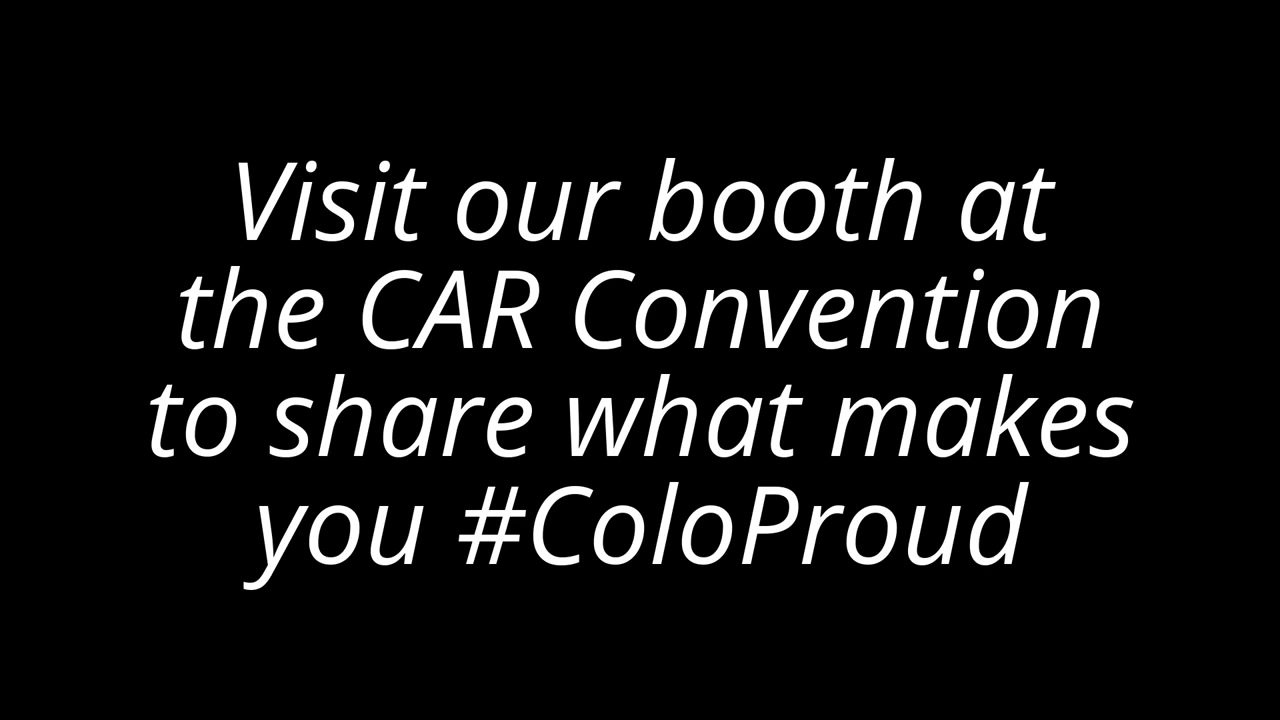 Visit our booth at
the CAR Convention
to share what makes
you #ColoProud